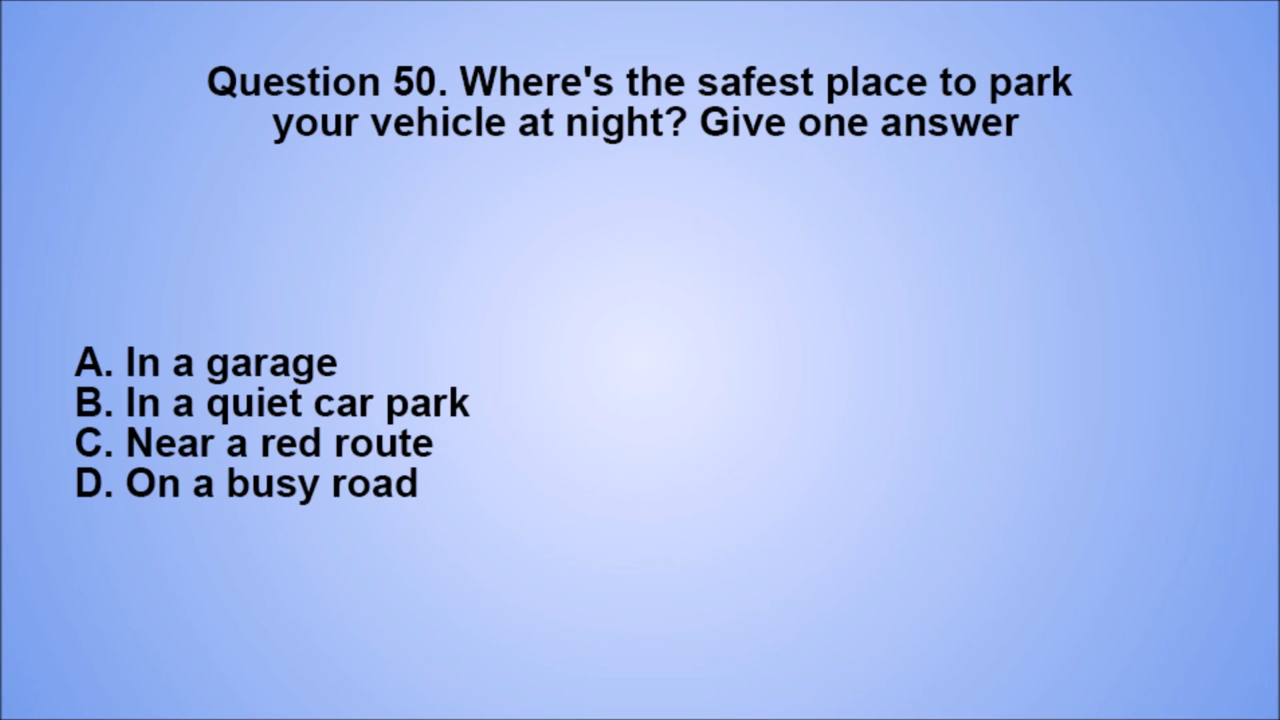 Question 50. Where's the safest place to park
your vehicle at night? Give one answer
A. In a garage
B. In a quiet car park
C. Near a red route
D. On a busy road